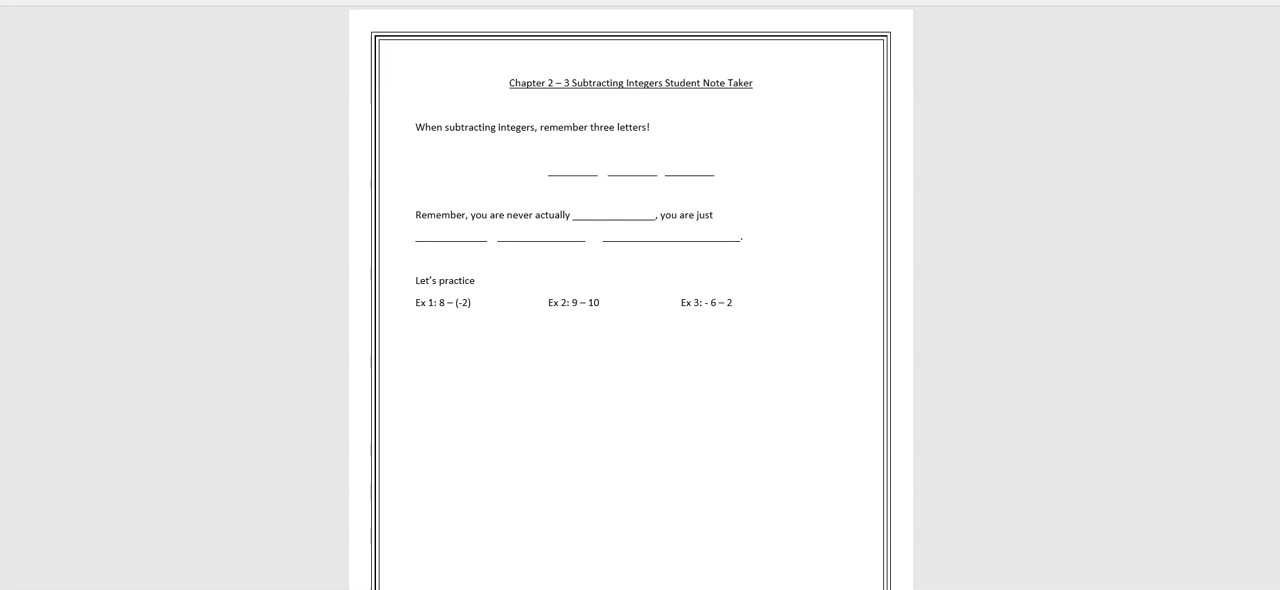 Chapter 2 – 3 Subtracting Integers Student Note Taker
When subtracting integers, remember three letters!
_________ _________ _________
Remember, you are never actually _______________, you are just
_____________ ________________ _________________________.
Let’s practice
Ex 1: 8 – (-2) Ex 2: 9 – 10 Ex 3: - 6 – 2